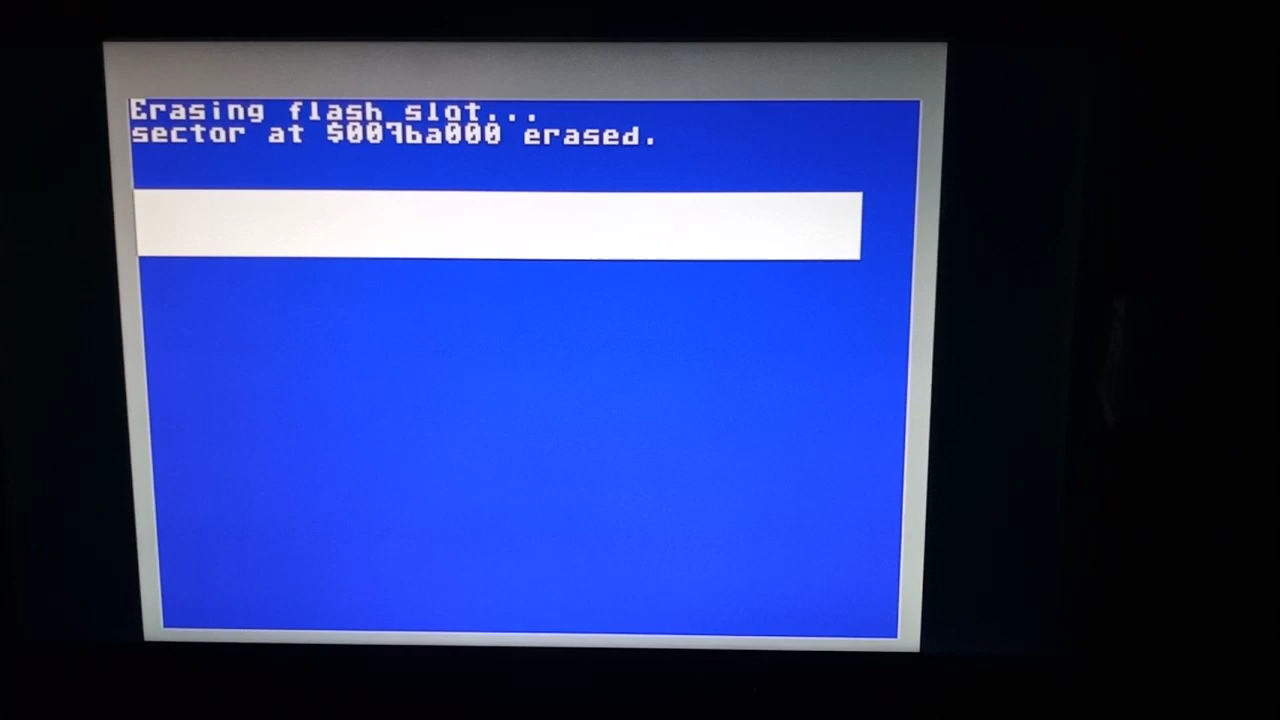 Erasing flash slot...
sector at $007ba000 erased.